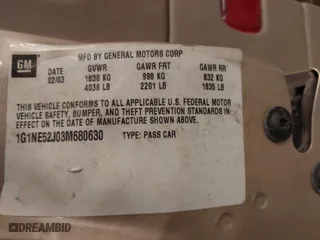 GM
MFD BY GENERAL MOTORS CORP
DATE GVWR GAWR FRT GAWR RR
02/03 1830 KG 998 KG 832 KG
4036 LB 2201 LB 1835 LB
THIS VEHICLE CONFORMS TO ALL APPLICABLE U.S. FEDERAL MOTOR
VEHICLE SAFETY, BUMPER, AND THEFT PREVENTION STANDARDS
IN EFFECT ON THE DATE OF MANUFACTURE SHOWN ABOVE.
1G1NE52J03M680630 TYPE: PASS CAR
DREAMBID